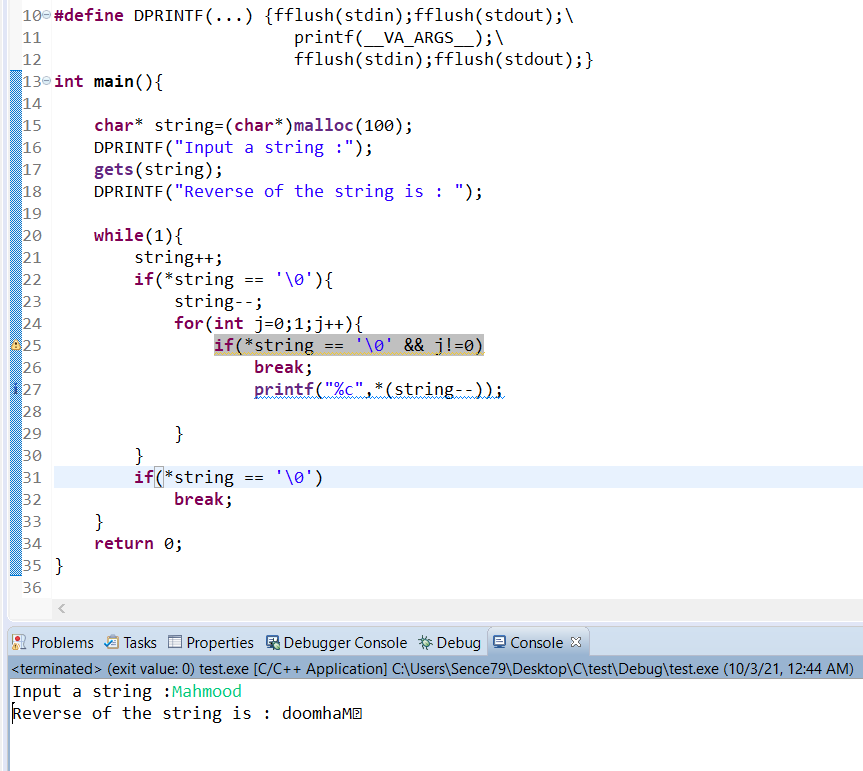 10 #define DPRINTF(...) {fflush(stdin);fflush(stdout);\
11 printf(__VA_ARGS__);\
12 fflush(stdin);fflush(stdout);}
13 int main(){
14
15 char* string=(char*)malloc(100);
16 DPRINTF("Input a string :");
17 gets(string);
18 DPRINTF("Reverse of the string is : ");
19
20 while(1){
21 string++;
22 if(*string == '\0'){
23 string--;
24 for(int j=0;1;j++){
25 if(*string == '\0' && j!=0)
26 break;
27 printf("%c",*(string--));
28
29 }
30 }
31 if(*string == '\0')
32 break;
33 }
34 return 0;
35 }
36
Problems Tasks Properties Debugger Console Debug Console
<terminated> (exit value: 0) test.exe [C/C++ Application] C:\Users\Sence79\Desktop\C\test\Debug\test.exe (10/3/21, 12:44 AM)
Input a string :Mahmood
Reverse of the string is : doomhaM